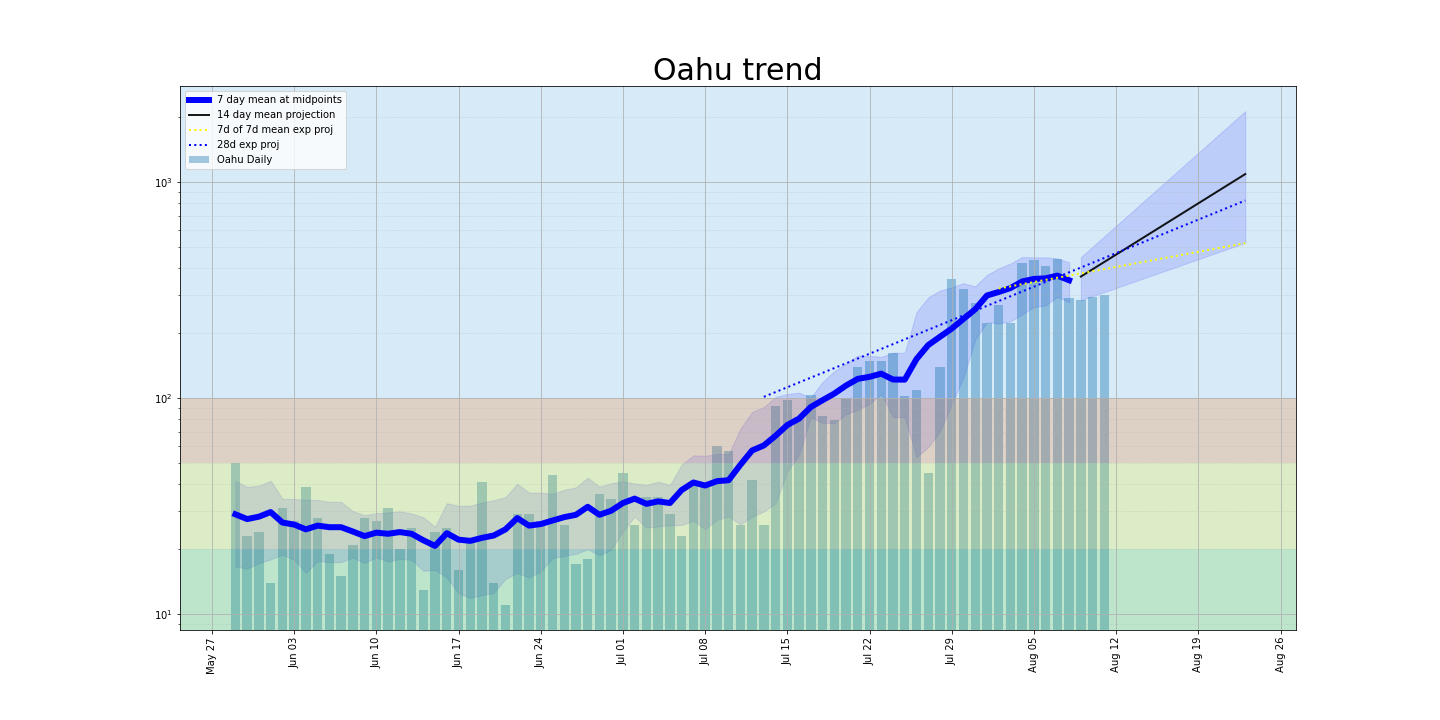 Oahu trend
7 day mean at midpoints
14 day mean projection
7d of 7d mean exp proj
28d exp proj
Oahu Daily
10³
10²
10¹
May 27
Jun 03
Jun 10
Jun 17
Jun 24
Jul 01
Jul 08
Jul 15
Jul 22
Jul 29
Aug 05
Aug 12
Aug 19
Aug 26